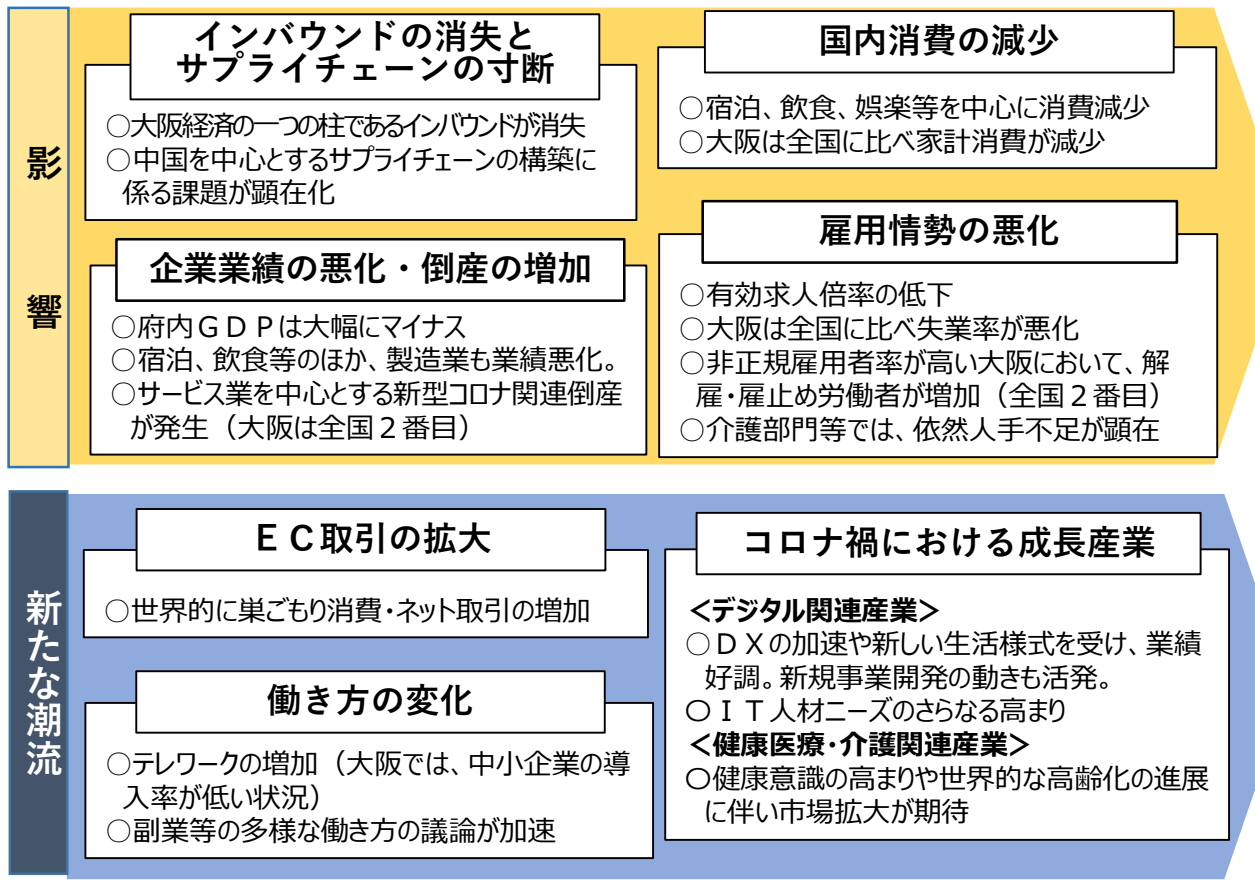 影響
インバウンドの消失と
サプライチェーンの寸断
○大阪経済の一つの柱であるインバウンドが消失
○中国を中心とするサプライチェーンの構築に
係る課題が顕在化
国内消費の減少
○宿泊、飲食、娯楽等を中心に消費減少
○大阪は全国に比べ家計消費が減少
企業業績の悪化・倒産の増加
○府内ＧＤＰは大幅にマイナス
○宿泊、飲食等のほか、製造業も業績悪化。
○サービス業を中心とする新型コロナ関連倒産
が発生（大阪は全国２番目）
雇用情勢の悪化
○有効求人倍率の低下
○大阪は全国に比べ失業率が悪化
○非正規雇用者率が高い大阪において、解
雇・雇止め労働者が増加（全国２番目）
○介護部門等では、依然人手不足が顕在
新たな潮流
ＥＣ取引の拡大
○世界的に巣ごもり消費・ネット取引の増加
働き方の変化
○テレワークの増加（大阪では、中小企業の導
入率が低い状況）
○副業等の多様な働き方の議論が加速
コロナ禍における成長産業
＜デジタル関連産業＞
○ＤＸの加速や新しい生活様式を受け、業績
好調。新規事業開発の動きも活発。
○ＩＴ人材ニーズのさらなる高まり
＜健康医療・介護関連産業＞
○健康意識の高まりや世界的な高齢化の進展
に伴い市場拡大が期待